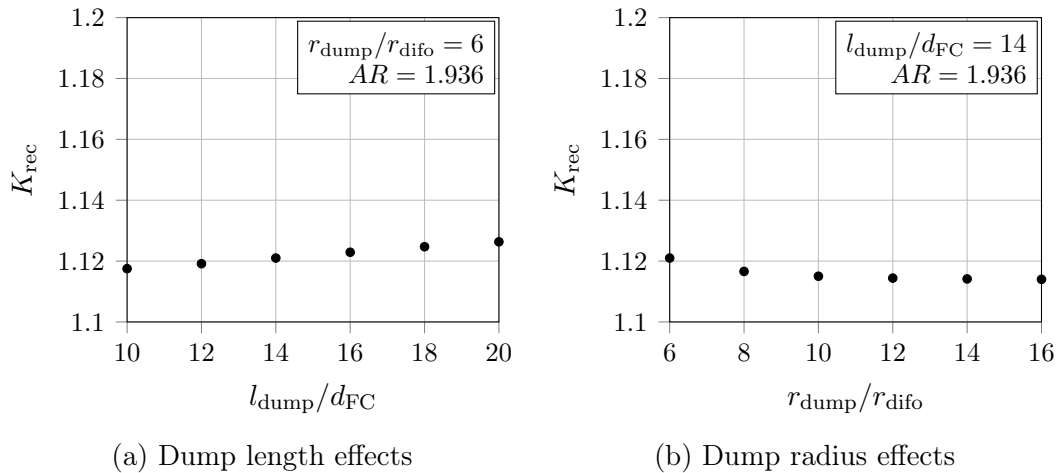 1.2
1.18
1.16
1.14
1.12
1.1
K_rec
r_dump/r_difo = 6
AR = 1.936
10 12 14 16 18 20
l_dump/d_FC
(a) Dump length effects
1.2
1.18
1.16
1.14
1.12
1.1
K_rec
l_dump/d_FC = 14
AR = 1.936
6 8 10 12 14 16
r_dump/r_difo
(b) Dump radius effects